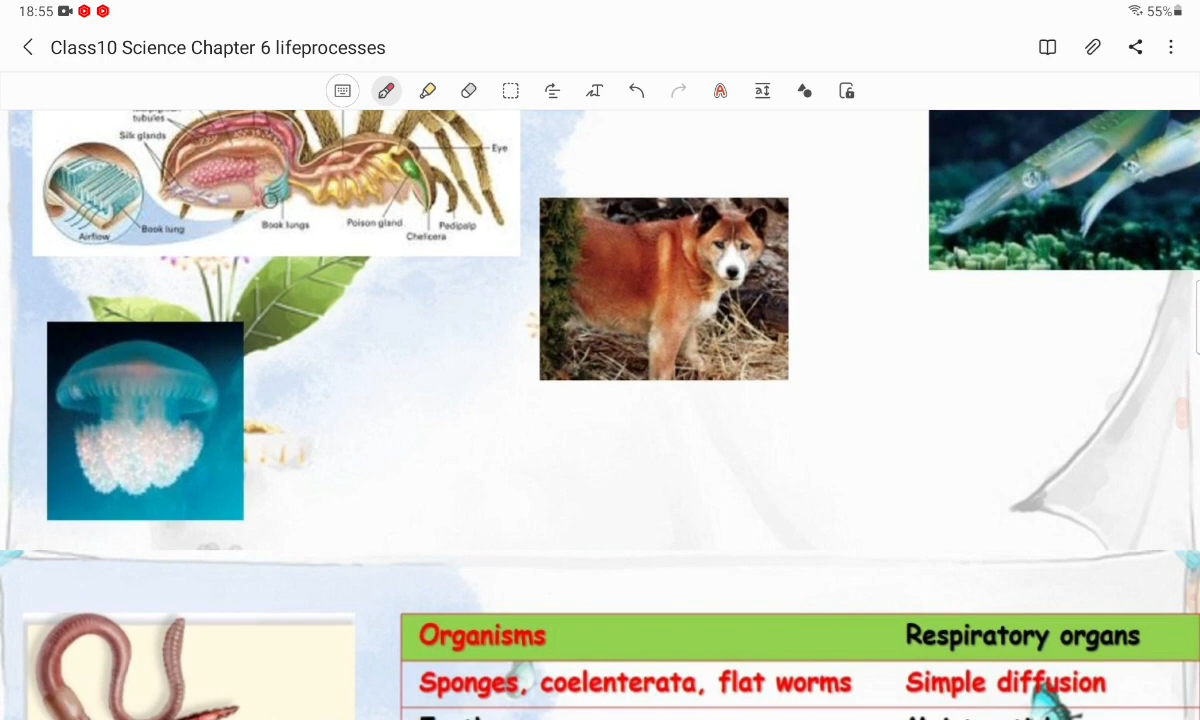 18:55
55%
Class10 Science Chapter 6 lifeprocesses
tubules
Silk glands
Eye
Book lung
Airflow
Book lungs
Poison gland
Pedipalp
Chelicera
Organisms Respiratory organs
Sponges, coelenterata, flat worms Simple diffusion